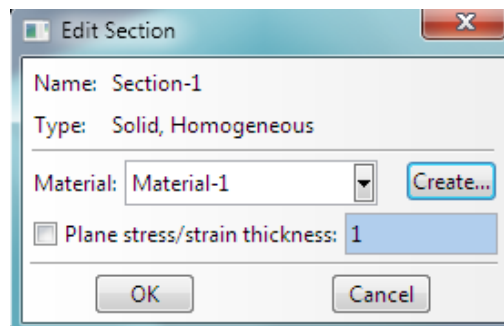 Edit Section
Name: Section-1
Type: Solid, Homogeneous
Material: Material-1 Create...
Plane stress/strain thickness: 1
OK Cancel